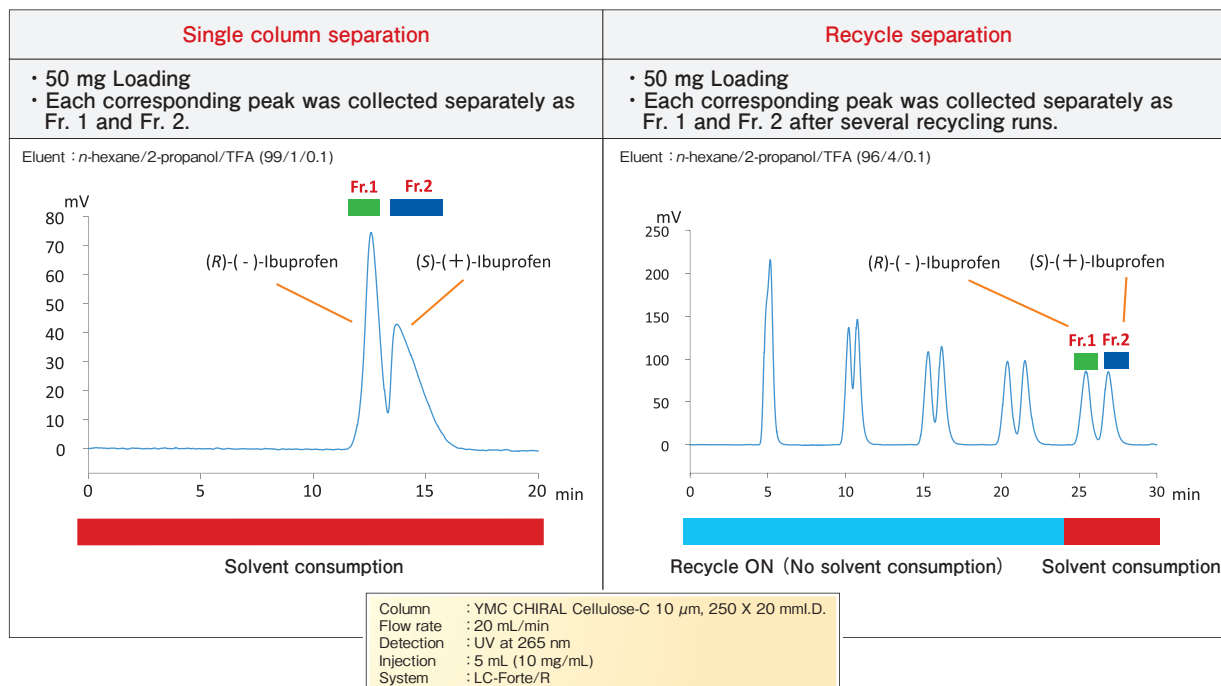 Single column separation
・50 mg Loading
・Each corresponding peak was collected separately as
Fr. 1 and Fr. 2.
Eluent : n-hexane/2-propanol/TFA (99/1/0.1)
Fr.1
Fr.2
mV
80
70
60
50
40
30
20
10
0
(R)-( - )-Ibuprofen
(S)-(+)-Ibuprofen
0
5
10
15
20
min
Solvent consumption
Recycle separation
・50 mg Loading
・Each corresponding peak was collected separately as
Fr. 1 and Fr. 2 after several recycling runs.
Eluent : n-hexane/2-propanol/TFA (96/4/0.1)
mV
250
200
150
100
50
0
(R)-( - )-Ibuprofen
(S)-(+)-Ibuprofen
Fr.1
Fr.2
0
5
10
15
20
25
30
min
Recycle ON (No solvent consumption)
Solvent consumption
Column : YMC CHIRAL Cellulose-C 10 µm, 250 X 20 mmI.D.
Flow rate : 20 mL/min
Detection : UV at 265 nm
Injection : 5 mL (10 mg/mL)
System : LC-Forte/R